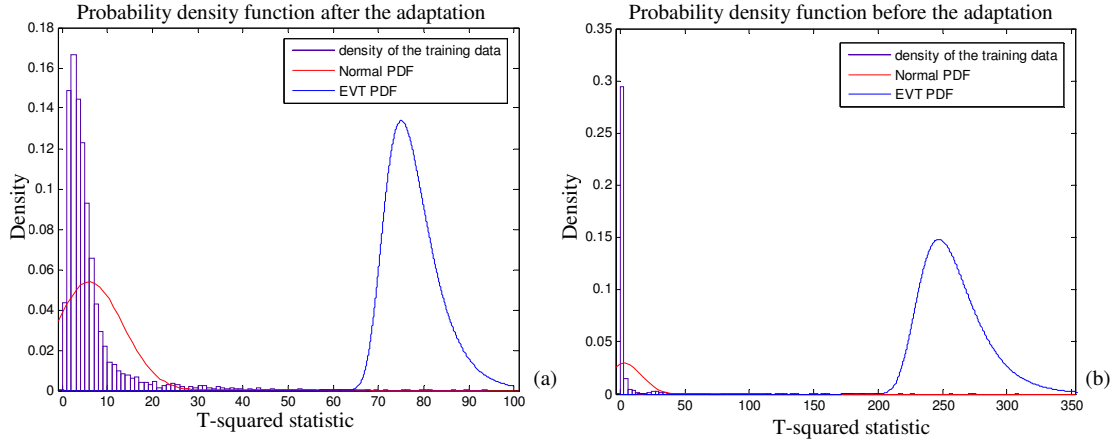 Probability density function after the adaptation
0.18
0.16
0.14
0.12
0.1
0.08
0.06
0.04
0.02
0
Density
density of the training data
Normal PDF
EVT PDF
0 10 20 30 40 50 60 70 80 90 100
T-squared statistic
(a)
Probability density function before the adaptation
0.35
0.3
0.25
0.2
0.15
0.1
0.05
0
Density
density of the training data
Normal PDF
EVT PDF
0 50 100 150 200 250 300 350
T-squared statistic
(b)